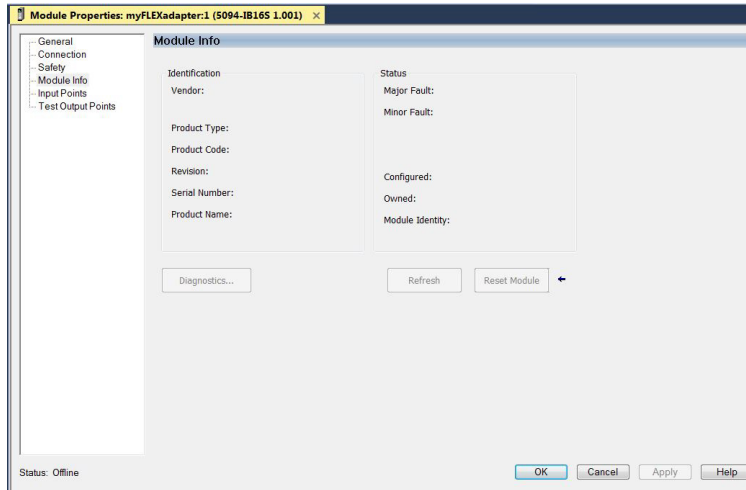 Module Properties: myFLEXadapter:1 (5094-IB16S 1.001) ×
General
Connection
Safety
Module Info
Input Points
Test Output Points
Module Info
Identification
Vendor:
Product Type:
Product Code:
Revision:
Serial Number:
Product Name:
Status
Major Fault:
Minor Fault:
Configured:
Owned:
Module Identity:
Diagnostics...
Refresh
Reset Module
Status: Offline
OK
Cancel
Apply
Help